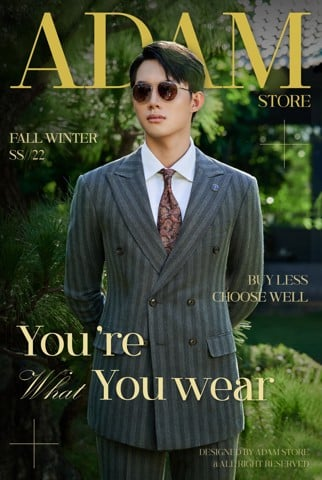 ADAM
STORE
FALL WINTER
SS / 22
BUY LESS
CHOOSE WELL
You're
What You wear
DESIGNED BY ADAM STORE
# ALL RIGHT RESERVED